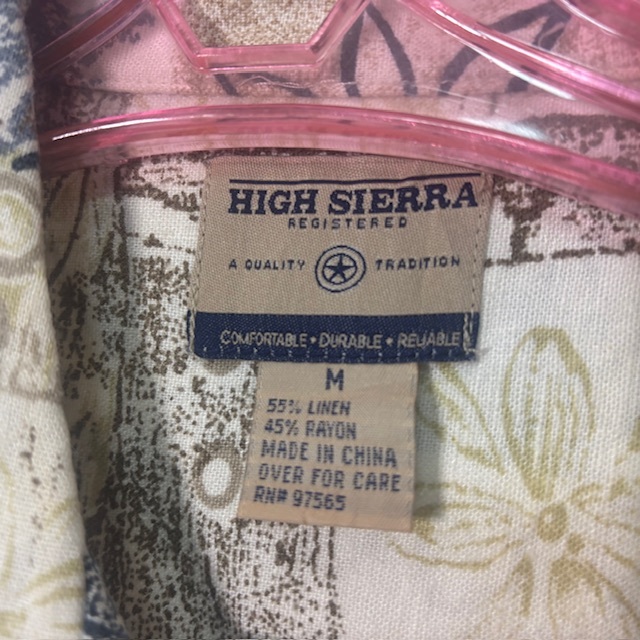 HIGH SIERRA
REGISTERED
A QUALITY TRADITION
COMFORTABLE • DURABLE • RELIABLE
M
55% LINEN
45% RAYON
MADE IN CHINA
OVER FOR CARE
RN# 97565